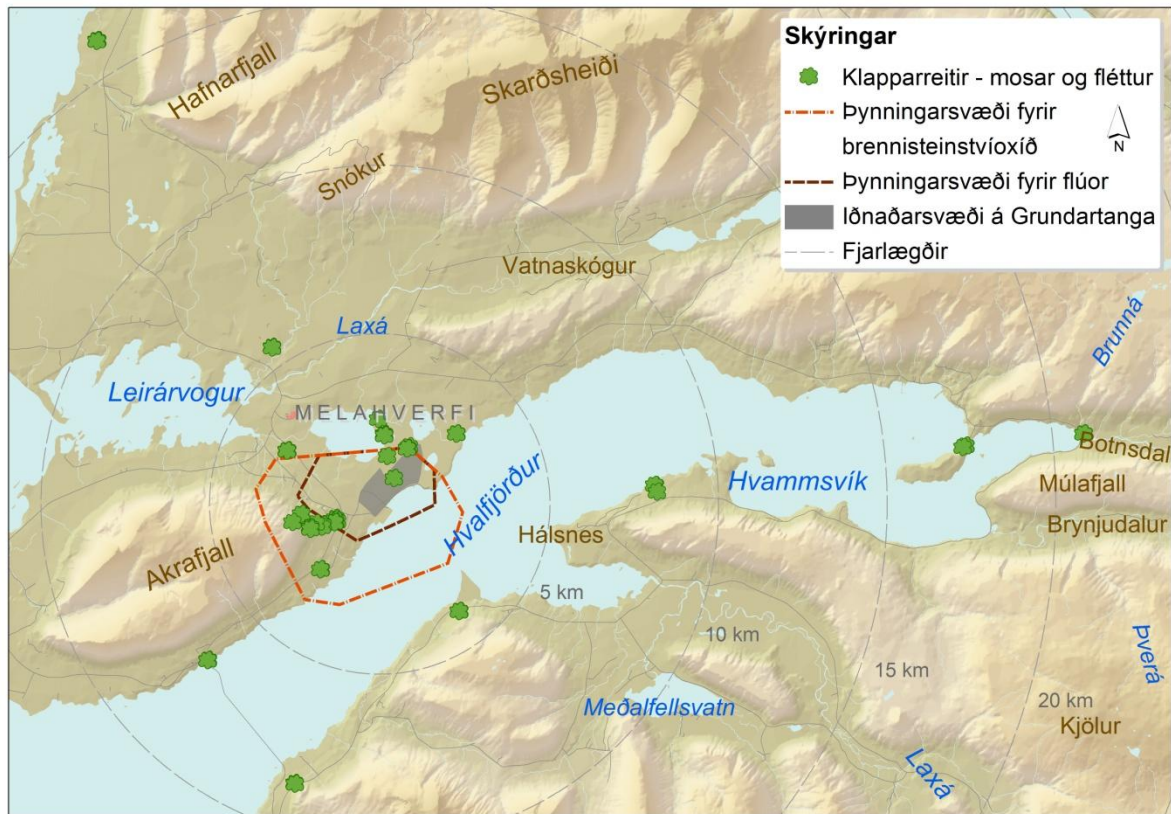 Skýringar
Klapparreitir - mosar og fléttur
Þynningarsvæði fyrir
brennisteinstvíoxíð
N
Þynningarsvæði fyrir flúor
Iðnaðarsvæði á Grundartanga
Fjarlægðir
Hafnarfjall
Skarðsheiði
Snókur
Vatnaskógur
Brunná
Laxá
Leirárvogur
MELAHVERFI
Botnsdal
Hvammsvík
Múlafjall
Hvalfjörður
Brynjudalur
Hálsnes
Akrafjall
5 km
10 km
15 km
20 km
Þverá
Meðalfellsvatn
Kjölur
Laxá